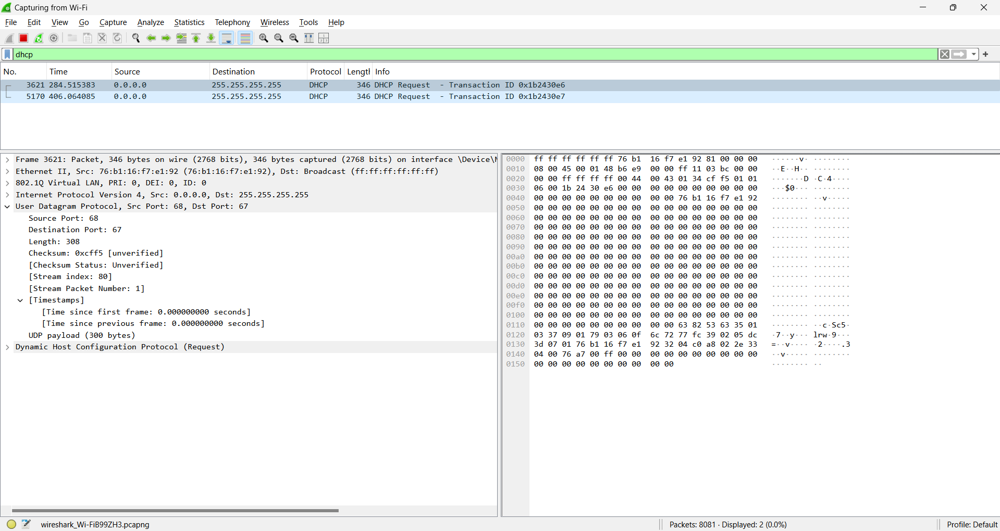 Capturing from Wi-Fi
File Edit View Go Capture Analyze Statistics Telephony Wireless Tools Help
dhcp
No. Time Source Destination Protocol Length Info
3621 284.515383 0.0.0.0 255.255.255.255 DHCP 346 DHCP Request - Transaction ID 0x1b2430e6
5170 406.064085 0.0.0.0 255.255.255.255 DHCP 346 DHCP Request - Transaction ID 0x1b2430e7
Frame 3621: Packet, 346 bytes on wire (2768 bits), 346 bytes captured (2768 bits) on interface \Device\N
Ethernet II, Src: 76:b1:16:f7:e1:92 (76:b1:16:f7:e1:92), Dst: Broadcast (ff:ff:ff:ff:ff:ff)
802.1Q Virtual LAN, PRI: 0, DEI: 0, ID: 0
Internet Protocol Version 4, Src: 0.0.0.0, Dst: 255.255.255.255
User Datagram Protocol, Src Port: 68, Dst Port: 67
Source Port: 68
Destination Port: 67
Length: 308
Checksum: 0xcff5 [unverified]
[Checksum Status: Unverified]
[Stream index: 80]
[Stream Packet Number: 1]
[Timestamps]
[Time since first frame: 0.000000000 seconds]
[Time since previous frame: 0.000000000 seconds]
UDP payload (300 bytes)
Dynamic Host Configuration Protocol (Request)
0000 ff ff ff ff ff ff 76 b1 16 f7 e1 92 81 00 00 00 ······v· ········
0010 08 00 45 00 01 48 b6 e9 00 00 ff 11 03 bc 00 00 ··E··H·· ········
0020 00 00 ff ff ff ff 00 44 00 43 01 34 cf f5 01 01 ·······D ·C·4····
0030 06 00 1b 24 30 e6 00 00 00 00 00 00 00 00 00 00 ···$0··· ········
0040 00 00 00 00 00 00 00 00 00 00 76 b1 16 f7 e1 92 ········ ··v·····
0050 00 00 00 00 00 00 00 00 00 00 00 00 00 00 00 00 ········ ········
0060 00 00 00 00 00 00 00 00 00 00 00 00 00 00 00 00 ········ ········
0070 00 00 00 00 00 00 00 00 00 00 00 00 00 00 00 00 ········ ········
0080 00 00 00 00 00 00 00 00 00 00 00 00 00 00 00 00 ········ ········
0090 00 00 00 00 00 00 00 00 00 00 00 00 00 00 00 00 ········ ········
00a0 00 00 00 00 00 00 00 00 00 00 00 00 00 00 00 00 ········ ········
00b0 00 00 00 00 00 00 00 00 00 00 00 00 00 00 00 00 ········ ········
00c0 00 00 00 00 00 00 00 00 00 00 00 00 00 00 00 00 ········ ········
00d0 00 00 00 00 00 00 00 00 00 00 00 00 00 00 00 00 ········ ········
00e0 00 00 00 00 00 00 00 00 00 00 00 00 00 00 00 00 ········ ········
00f0 00 00 00 00 00 00 00 00 00 00 00 00 00 00 00 00 ········ ········
0100 00 00 00 00 00 00 00 00 00 00 00 00 00 00 00 00 ········ ········
0110 00 00 00 00 00 00 00 00 00 00 63 82 53 63 35 01 ········ ··c·Sc5·
0120 03 37 09 01 79 03 06 0f 6c 72 77 fc 39 02 05 dc ·7··y··· lrw·9···
0130 3d 07 01 76 b1 16 f7 e1 92 32 04 c0 a8 02 2e 33 =··v···· ·2····.3
0140 04 00 76 a7 00 ff 00 00 00 00 00 00 00 00 00 00 ··v····· ········
0150 00 00 00 00 00 00 00 00 00 00 ········ ··
wireshark_Wi-FiB99ZH3.pcapng Packets: 8081 · Displayed: 2 (0.0%) Profile: Default